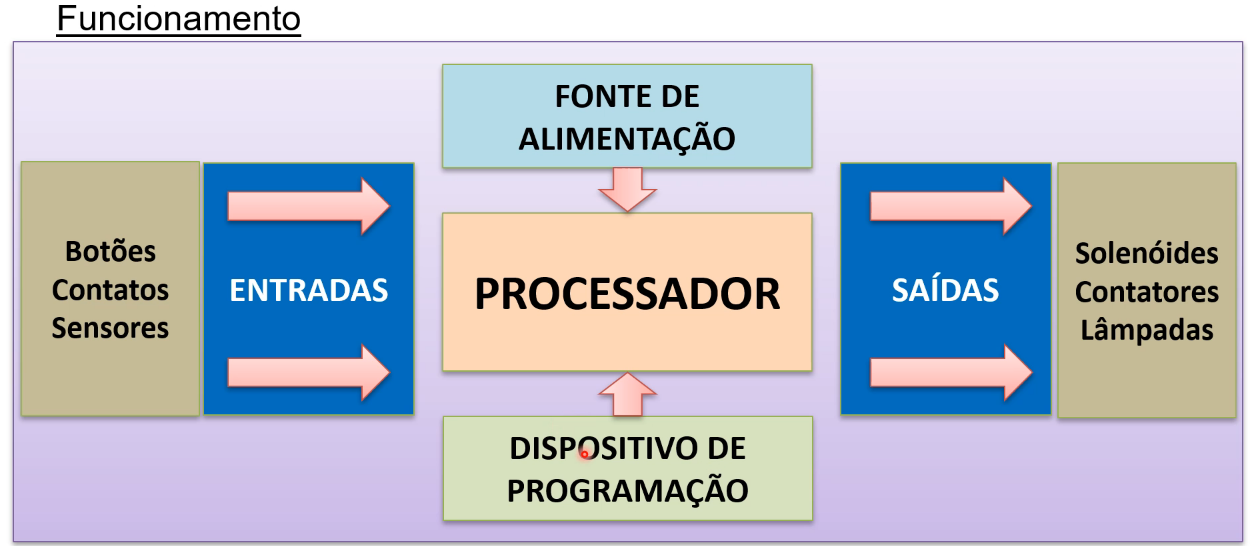 Funcionamento
FONTE DE
ALIMENTAÇÃO
Botões
Contatos
Sensores
ENTRADAS
PROCESSADOR
SAÍDAS
Solenóides
Contatores
Lâmpadas
DISPOSITIVO DE
PROGRAMAÇÃO